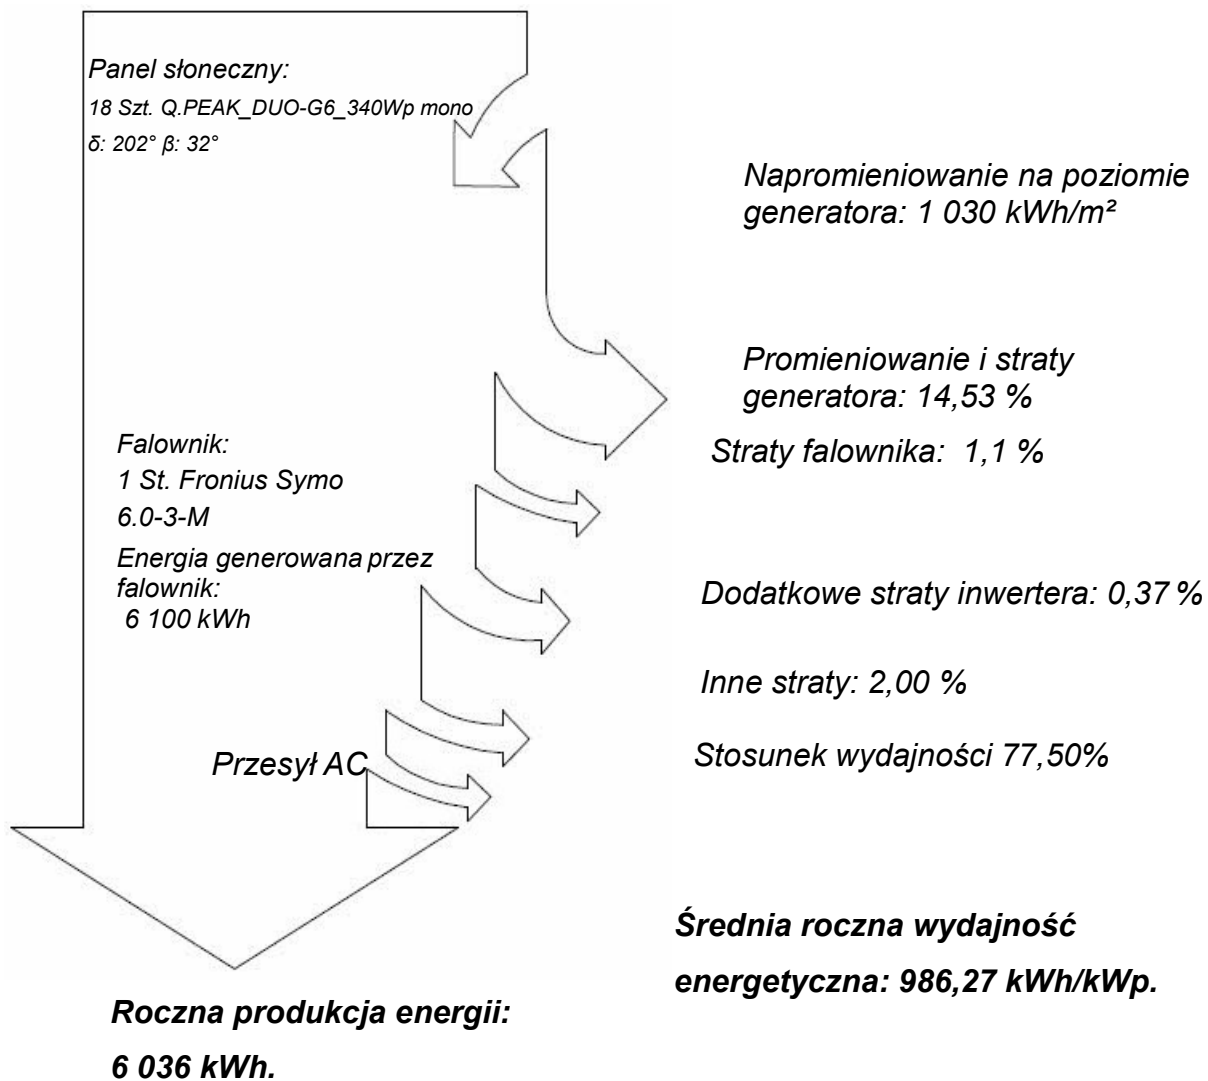 Panel słoneczny:
18 Szt. Q.PEAK_DUO-G6_340Wp mono
δ: 202° β: 32°
Napromieniowanie na poziomie
generatora: 1 030 kWh/m²
Promieniowanie i straty
generatora: 14,53 %
Falownik:
1 St. Fronius Symo
6.0-3-M
Energia generowana przez
falownik:
6 100 kWh
Straty falownika: 1,1 %
Dodatkowe straty inwertera: 0,37 %
Inne straty: 2,00 %
Stosunek wydajności 77,50%
Przesył AC
Średnia roczna wydajność
energetyczna: 986,27 kWh/kWp.
Roczna produkcja energii:
6 036 kWh.